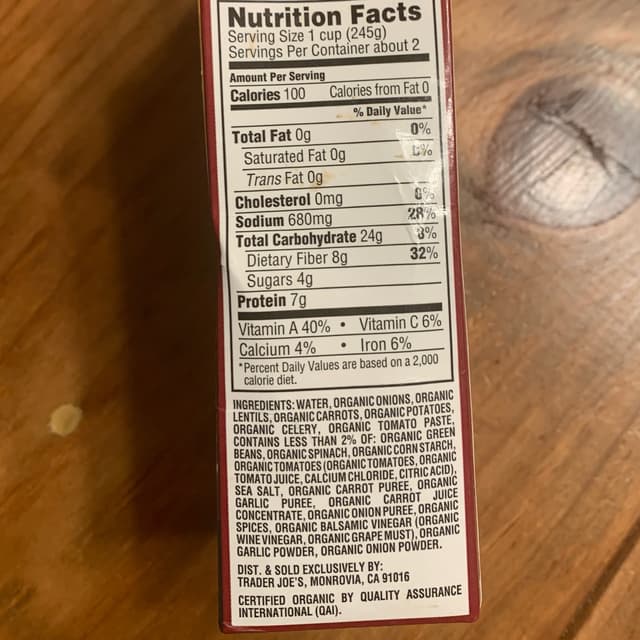 Nutrition Facts
Serving Size 1 cup (245g)
Servings Per Container about 2
Amount Per Serving
Calories 100 Calories from Fat 0
% Daily Value*
Total Fat 0g 0%
Saturated Fat 0g 0%
Trans Fat 0g
Cholesterol 0mg 0%
Sodium 680mg 28%
Total Carbohydrate 24g 8%
Dietary Fiber 8g 32%
Sugars 4g
Protein 7g
Vitamin A 40% • Vitamin C 6%
Calcium 4% • Iron 6%
*Percent Daily Values are based on a 2,000
calorie diet.
INGREDIENTS: WATER, ORGANIC ONIONS, ORGANIC
LENTILS, ORGANIC CARROTS, ORGANIC POTATOES,
ORGANIC CELERY, ORGANIC TOMATO PASTE,
CONTAINS LESS THAN 2% OF: ORGANIC GREEN
BEANS, ORGANIC SPINACH, ORGANIC CORN STARCH,
ORGANIC TOMATOES (ORGANIC TOMATOES, ORGANIC
TOMATO JUICE, CALCIUM CHLORIDE, CITRIC ACID),
SEA SALT, ORGANIC CARROT PUREE, ORGANIC
GARLIC PUREE, ORGANIC CARROT JUICE
CONCENTRATE, ORGANIC ONION PUREE, ORGANIC
SPICES, ORGANIC BALSAMIC VINEGAR (ORGANIC
WINE VINEGAR, ORGANIC GRAPE MUST), ORGANIC
GARLIC POWDER, ORGANIC ONION POWDER.
DIST. & SOLD EXCLUSIVELY BY:
TRADER JOE'S, MONROVIA, CA 91016
CERTIFIED ORGANIC BY QUALITY ASSURANCE
INTERNATIONAL (QAI).